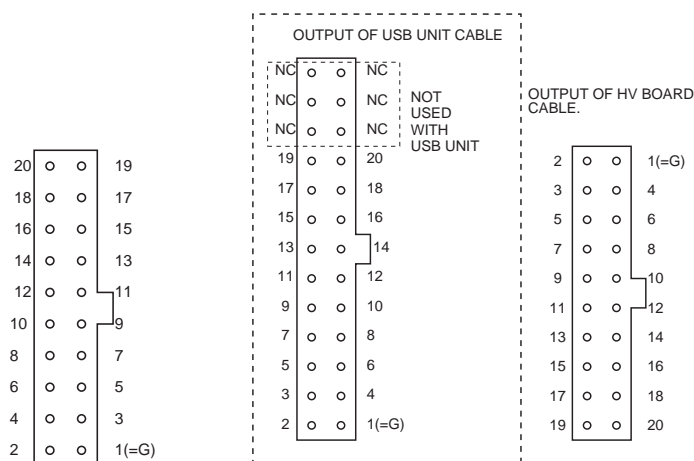 OUTPUT OF USB UNIT CABLE
NC NC
NC NC
NC NC
NOT
USED
WITH
USB UNIT
19 20
17 18
15 16
13 14
11 12
9 10
7 8
5 6
3 4
2 1(=G)
20 19
18 17
16 15
14 13
12 11
10 9
8 7
6 5
4 3
2 1(=G)
OUTPUT OF HV BOARD
CABLE.
2 1(=G)
3 4
5 6
7 8
9 10
11 12
13 14
15 16
17 18
19 20